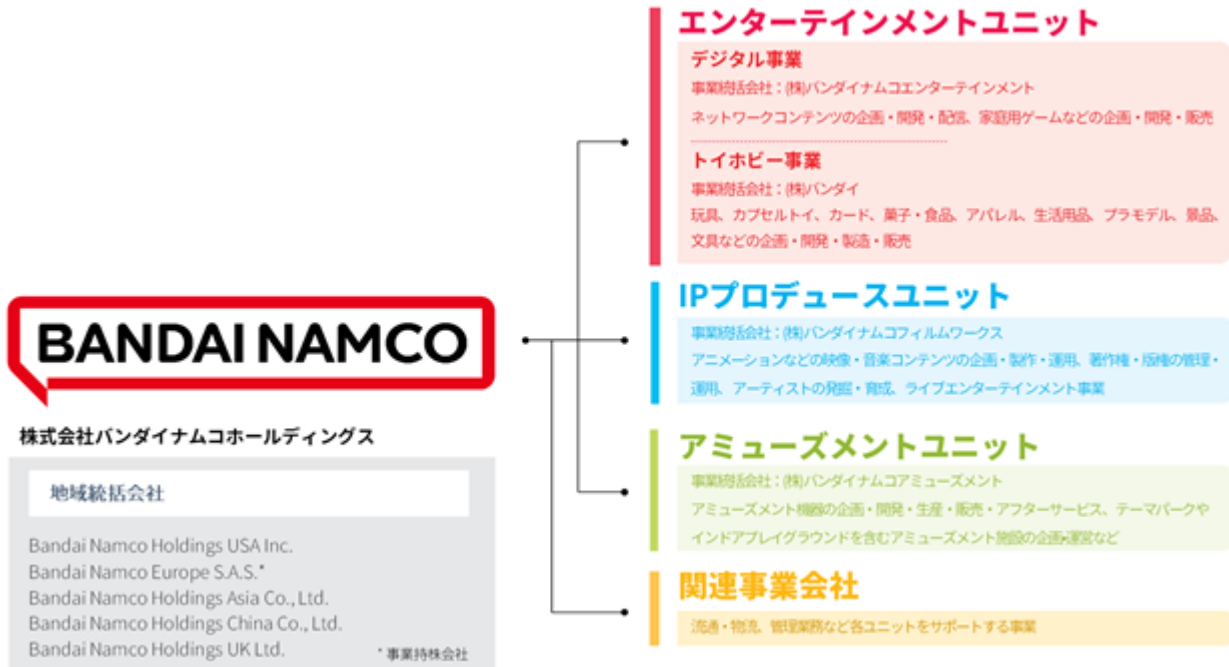 エンターテインメントユニット
デジタル事業
事業統括会社：(株)バンダイナムコエンターテインメント
ネットワークコンテンツの企画・開発・配信、家庭用ゲームなどの企画・開発・販売
トイホビー事業
事業統括会社：(株)バンダイ
玩具、カプセルトイ、カード、菓子・食品、アパレル、生活用品、プラモデル、景品、
文具などの企画・開発・製造・販売
IPプロデュースユニット
事業統括会社：(株)バンダイナムコフィルムワークス
アニメーションなどの映像・音楽コンテンツの企画・製作・運用、著作権・版権の管理・
運用、アーティストの発掘・育成、ライブエンターテインメント事業
アミューズメントユニット
事業統括会社：(株)バンダイナムコアミューズメント
アミューズメント機器の企画・開発・生産・販売・アフターサービス、テーマパークや
インドアプレイグラウンドを含むアミューズメント施設の企画・運営など
関連事業会社
流通・物流、管理業務など各ユニットをサポートする事業
BANDAI NAMCO
株式会社バンダイナムコホールディングス
地域統括会社
Bandai Namco Holdings USA Inc.
Bandai Namco Europe S.A.S.*
Bandai Namco Holdings Asia Co., Ltd.
Bandai Namco Holdings China Co., Ltd.
Bandai Namco Holdings UK Ltd.
* 事業持株会社